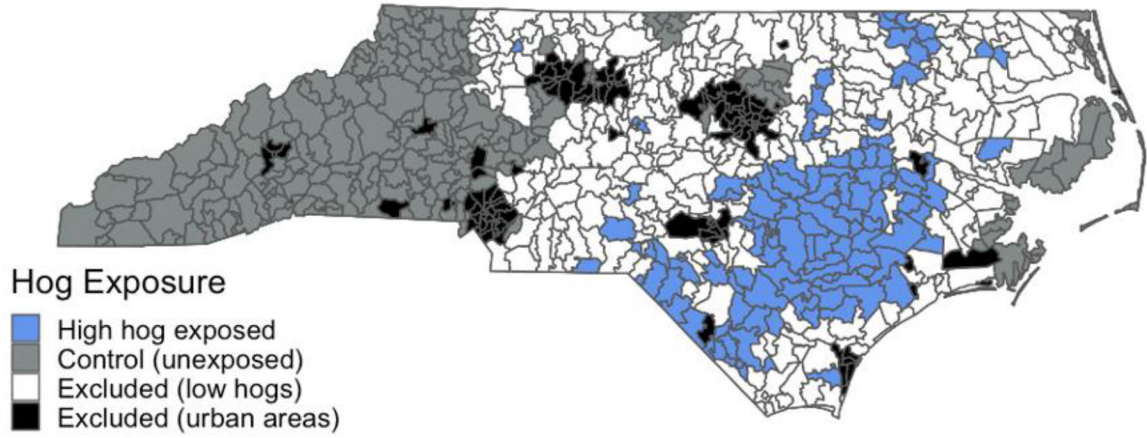 Hog Exposure
High hog exposed
Control (unexposed)
Excluded (low hogs)
Excluded (urban areas)